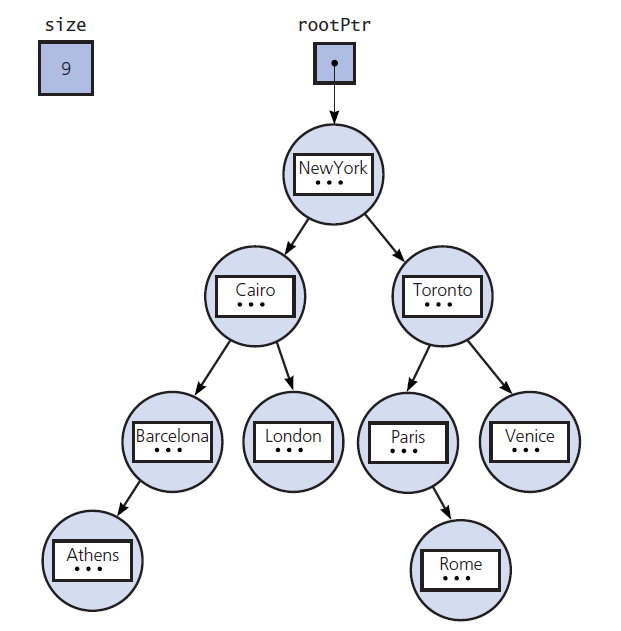 size
rootPtr
9
NewYork
•••
Cairo
•••
Toronto
•••
Barcelona
•••
London
•••
Paris
•••
Venice
•••
Athens
•••
Rome
•••